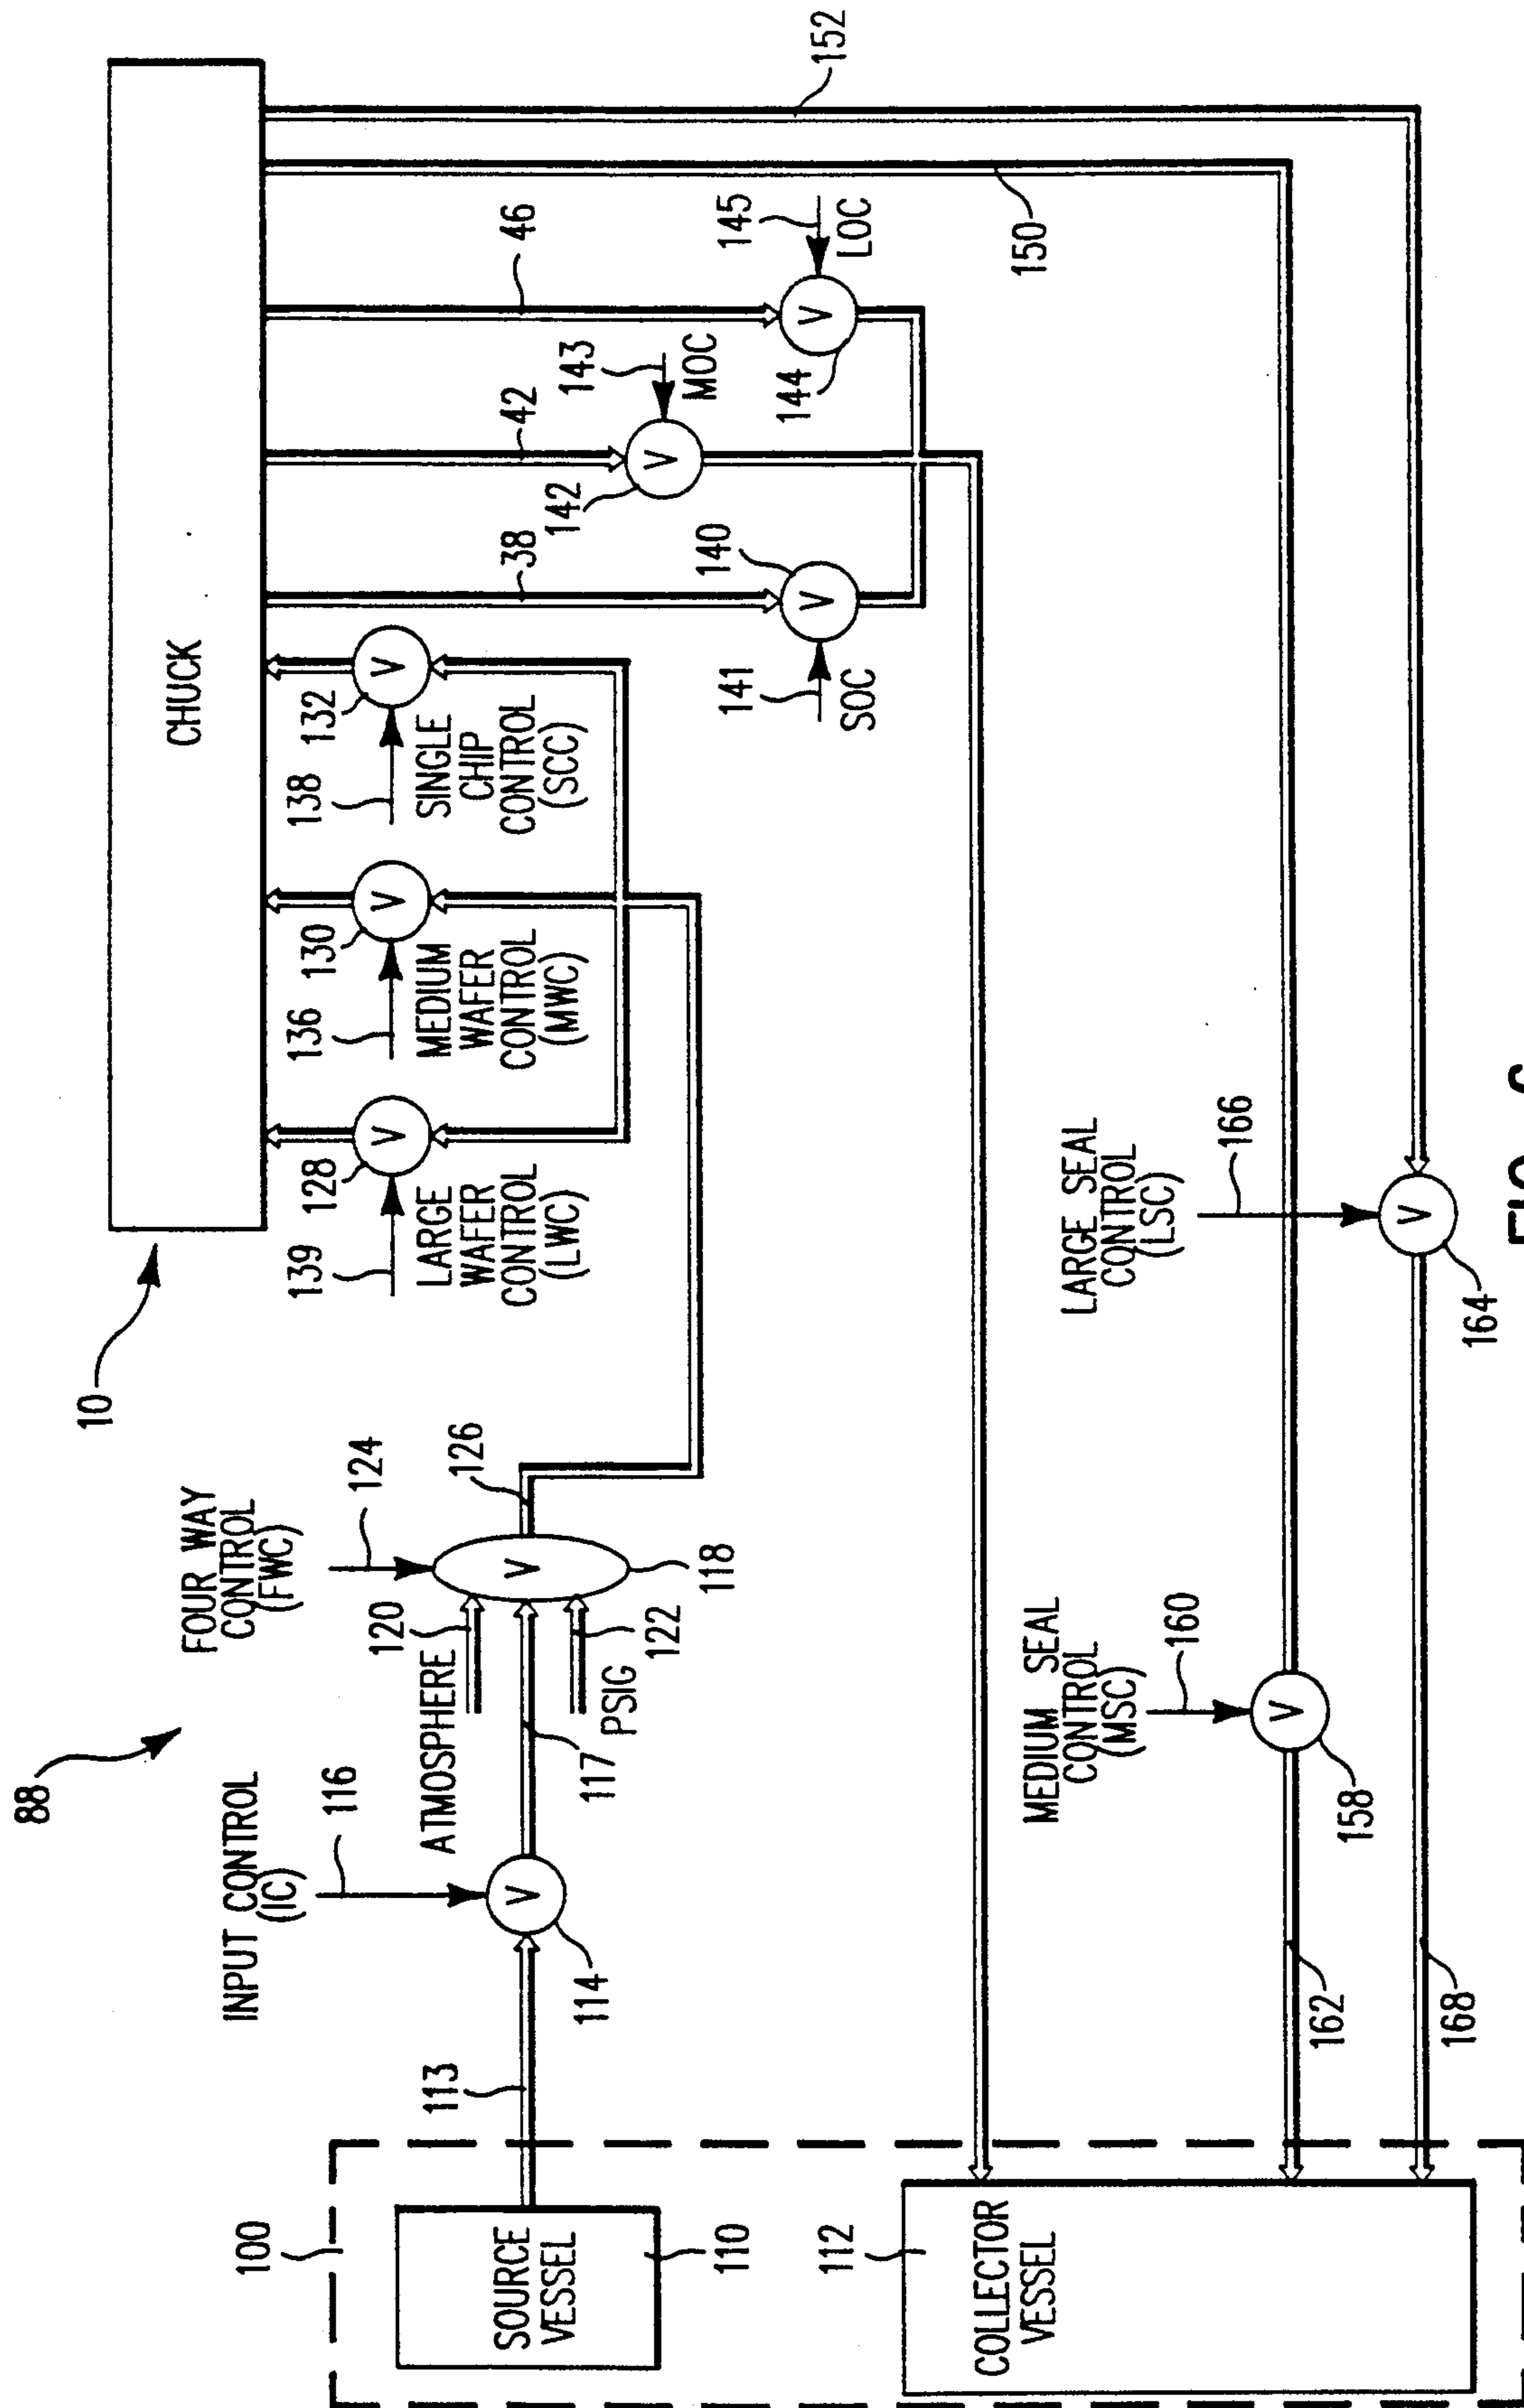 88
10
CHUCK
FOUR WAY
CONTROL
(FWC)
124
INPUT CONTROL
(IC)
116
ATMOSPHERE
120
117
PSIG
122
118
126
113
114
100
SOURCE
VESSEL
110
139
128
LARGE
WAFER
CONTROL
(LWC)
136
130
MEDIUM
WAFER
CONTROL
(MWC)
138
132
SINGLE
CHIP
CONTROL
(SCC)
38
42
46
152
141
SOC
140
142
143
MOC
144
145
LOC
150
112
COLLECTOR
VESSEL
MEDIUM SEAL
CONTROL
(MSC)
160
158
162
LARGE SEAL
CONTROL
(LSC)
166
164
168
V
V
V
V
V
V
V
V
V
V